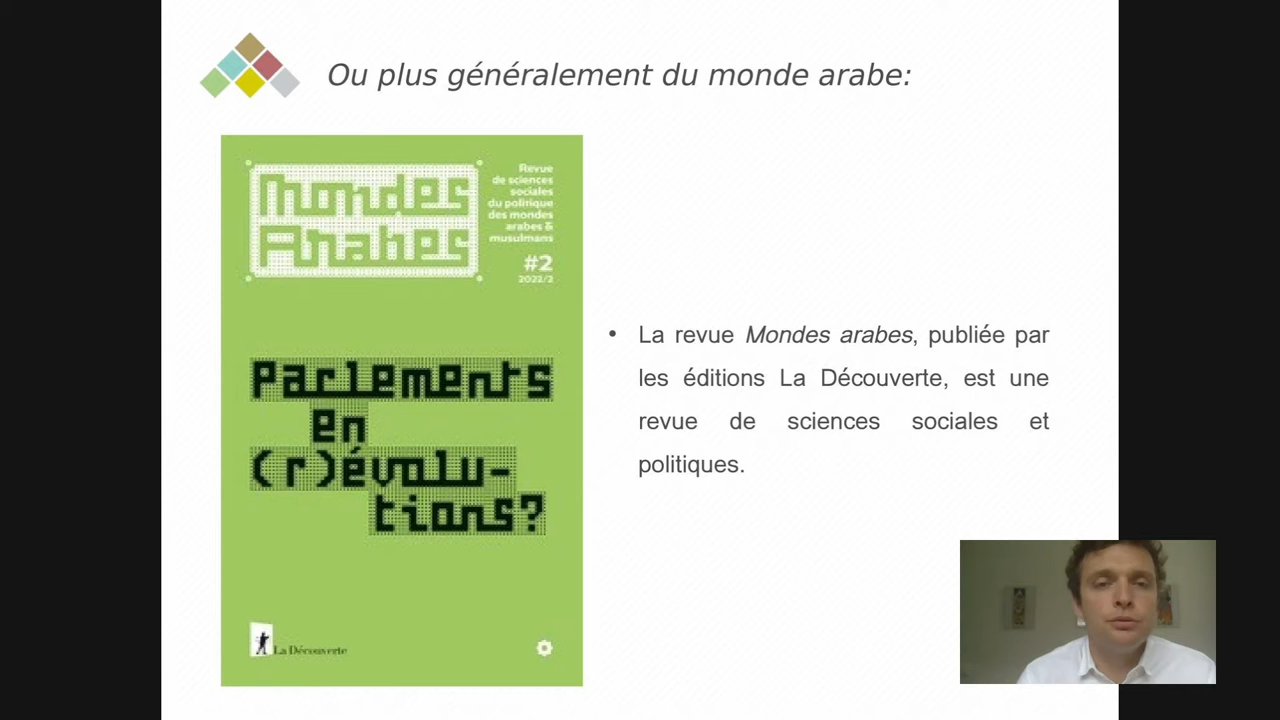 Ou plus généralement du monde arabe:
Mondes
Arabes
Revue
de sciences
sociales
du politique
des mondes
arabes &
musulmans
#2
2022/2
Parlements
en
(r)évolu-
tions?
La Découverte
• La revue Mondes arabes, publiée par
les éditions La Découverte, est une
revue de sciences sociales et
politiques.